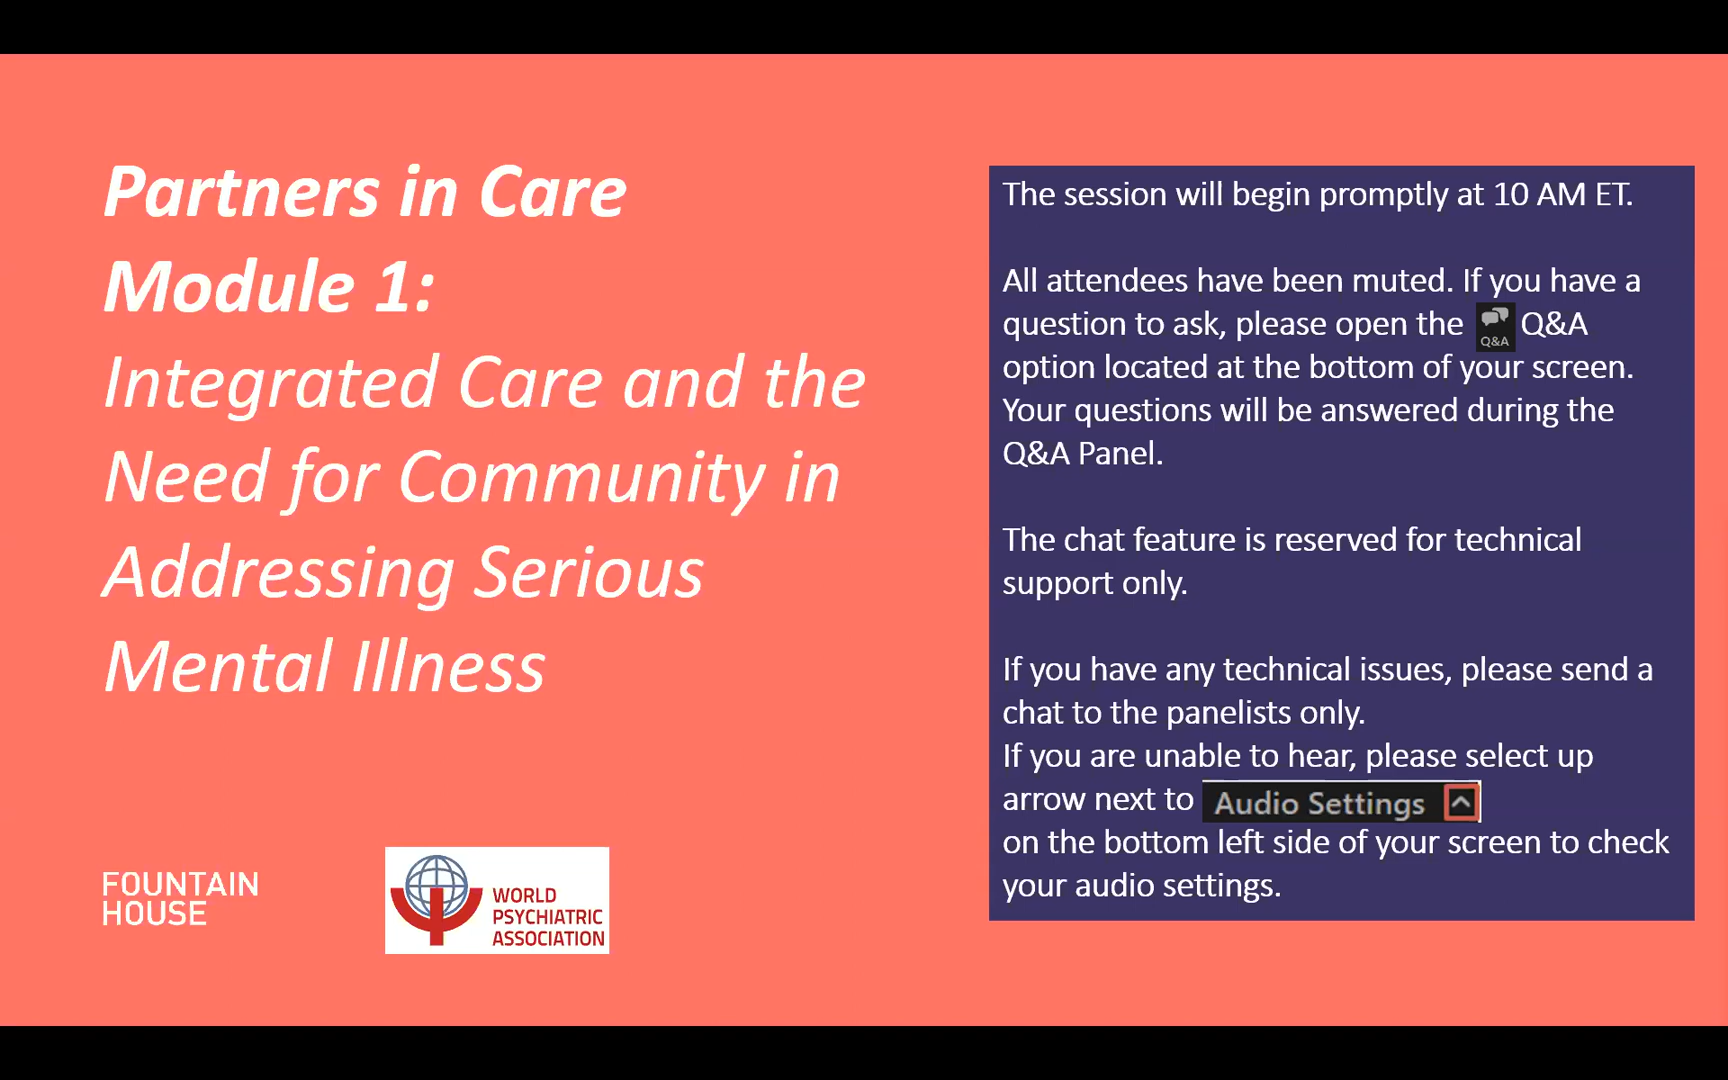 Partners in Care
Module 1:
Integrated Care and the
Need for Community in
Addressing Serious
Mental Illness
FOUNTAIN
HOUSE
WORLD
PSYCHIATRIC
ASSOCIATION
The session will begin promptly at 10 AM ET.
All attendees have been muted. If you have a
question to ask, please open the Q&A Q&A
option located at the bottom of your screen.
Your questions will be answered during the
Q&A Panel.
The chat feature is reserved for technical
support only.
If you have any technical issues, please send a
chat to the panelists only.
If you are unable to hear, please select up
arrow next to Audio Settings
on the bottom left side of your screen to check
your audio settings.